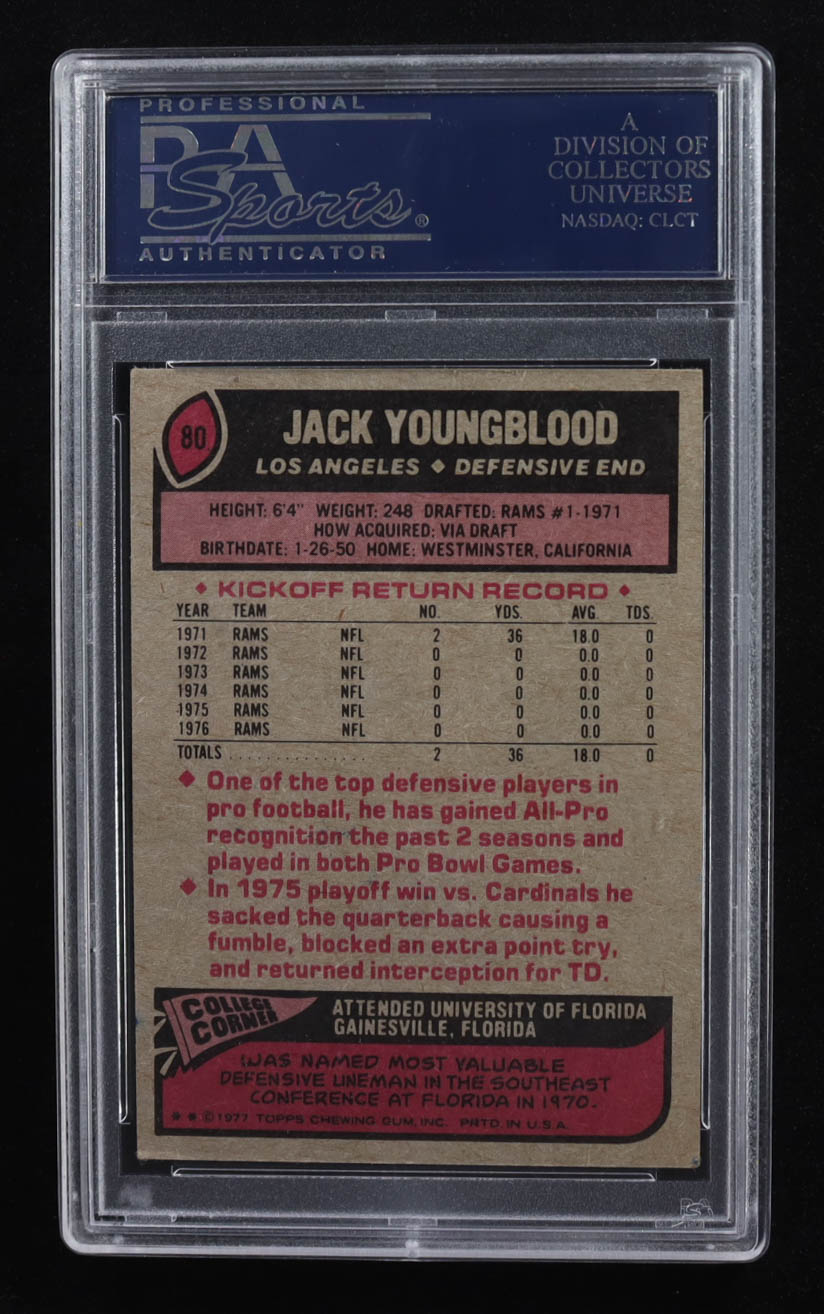 PROFESSIONAL
PSA
Sports®
AUTHENTICATOR
A
DIVISION OF
COLLECTORS
UNIVERSE
NASDAQ: CLCT
80
JACK YOUNGBLOOD
LOS ANGELES ◆ DEFENSIVE END
HEIGHT: 6'4" WEIGHT: 248 DRAFTED: RAMS #1-1971
HOW ACQUIRED: VIA DRAFT
BIRTHDATE: 1-26-50 HOME: WESTMINSTER, CALIFORNIA
◆ KICKOFF RETURN RECORD ◆
YEAR TEAM NO. YDS. AVG. TDS.
1971 RAMS NFL 2 36 18.0 0
1972 RAMS NFL 0 0 0.0 0
1973 RAMS NFL 0 0 0.0 0
1974 RAMS NFL 0 0 0.0 0
1975 RAMS NFL 0 0 0.0 0
1976 RAMS NFL 0 0 0.0 0
TOTALS . . . . . . . . . . . . . . . 2 36 18.0 0
◆ One of the top defensive players in
pro football, he has gained All-Pro
recognition the past 2 seasons and
played in both Pro Bowl Games.
◆ In 1975 playoff win vs. Cardinals he
sacked the quarterback causing a
fumble, blocked an extra point try,
and returned interception for TD.
COLLEGE
CORNER
ATTENDED UNIVERSITY OF FLORIDA
GAINESVILLE, FLORIDA
WAS NAMED MOST VALUABLE
DEFENSIVE LINEMAN IN THE SOUTHEAST
CONFERENCE AT FLORIDA IN 1970.
* * © 1977 TOPPS CHEWING GUM, INC. PRTD. IN U.S.A.
PSA